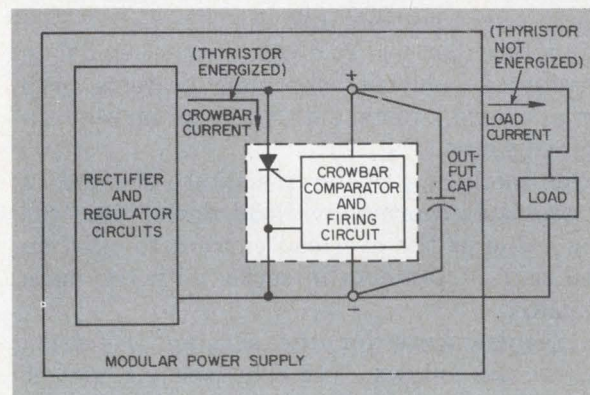 (THYRISTOR
ENERGIZED)
CROWBAR
CURRENT
+
(THYRISTOR
NOT
ENERGIZED)
LOAD
CURRENT
RECTIFIER
AND
REGULATOR
CIRCUITS
CROWBAR
COMPARATOR
AND
FIRING
CIRCUIT
OUT-
PUT
CAP
LOAD
−
MODULAR POWER SUPPLY